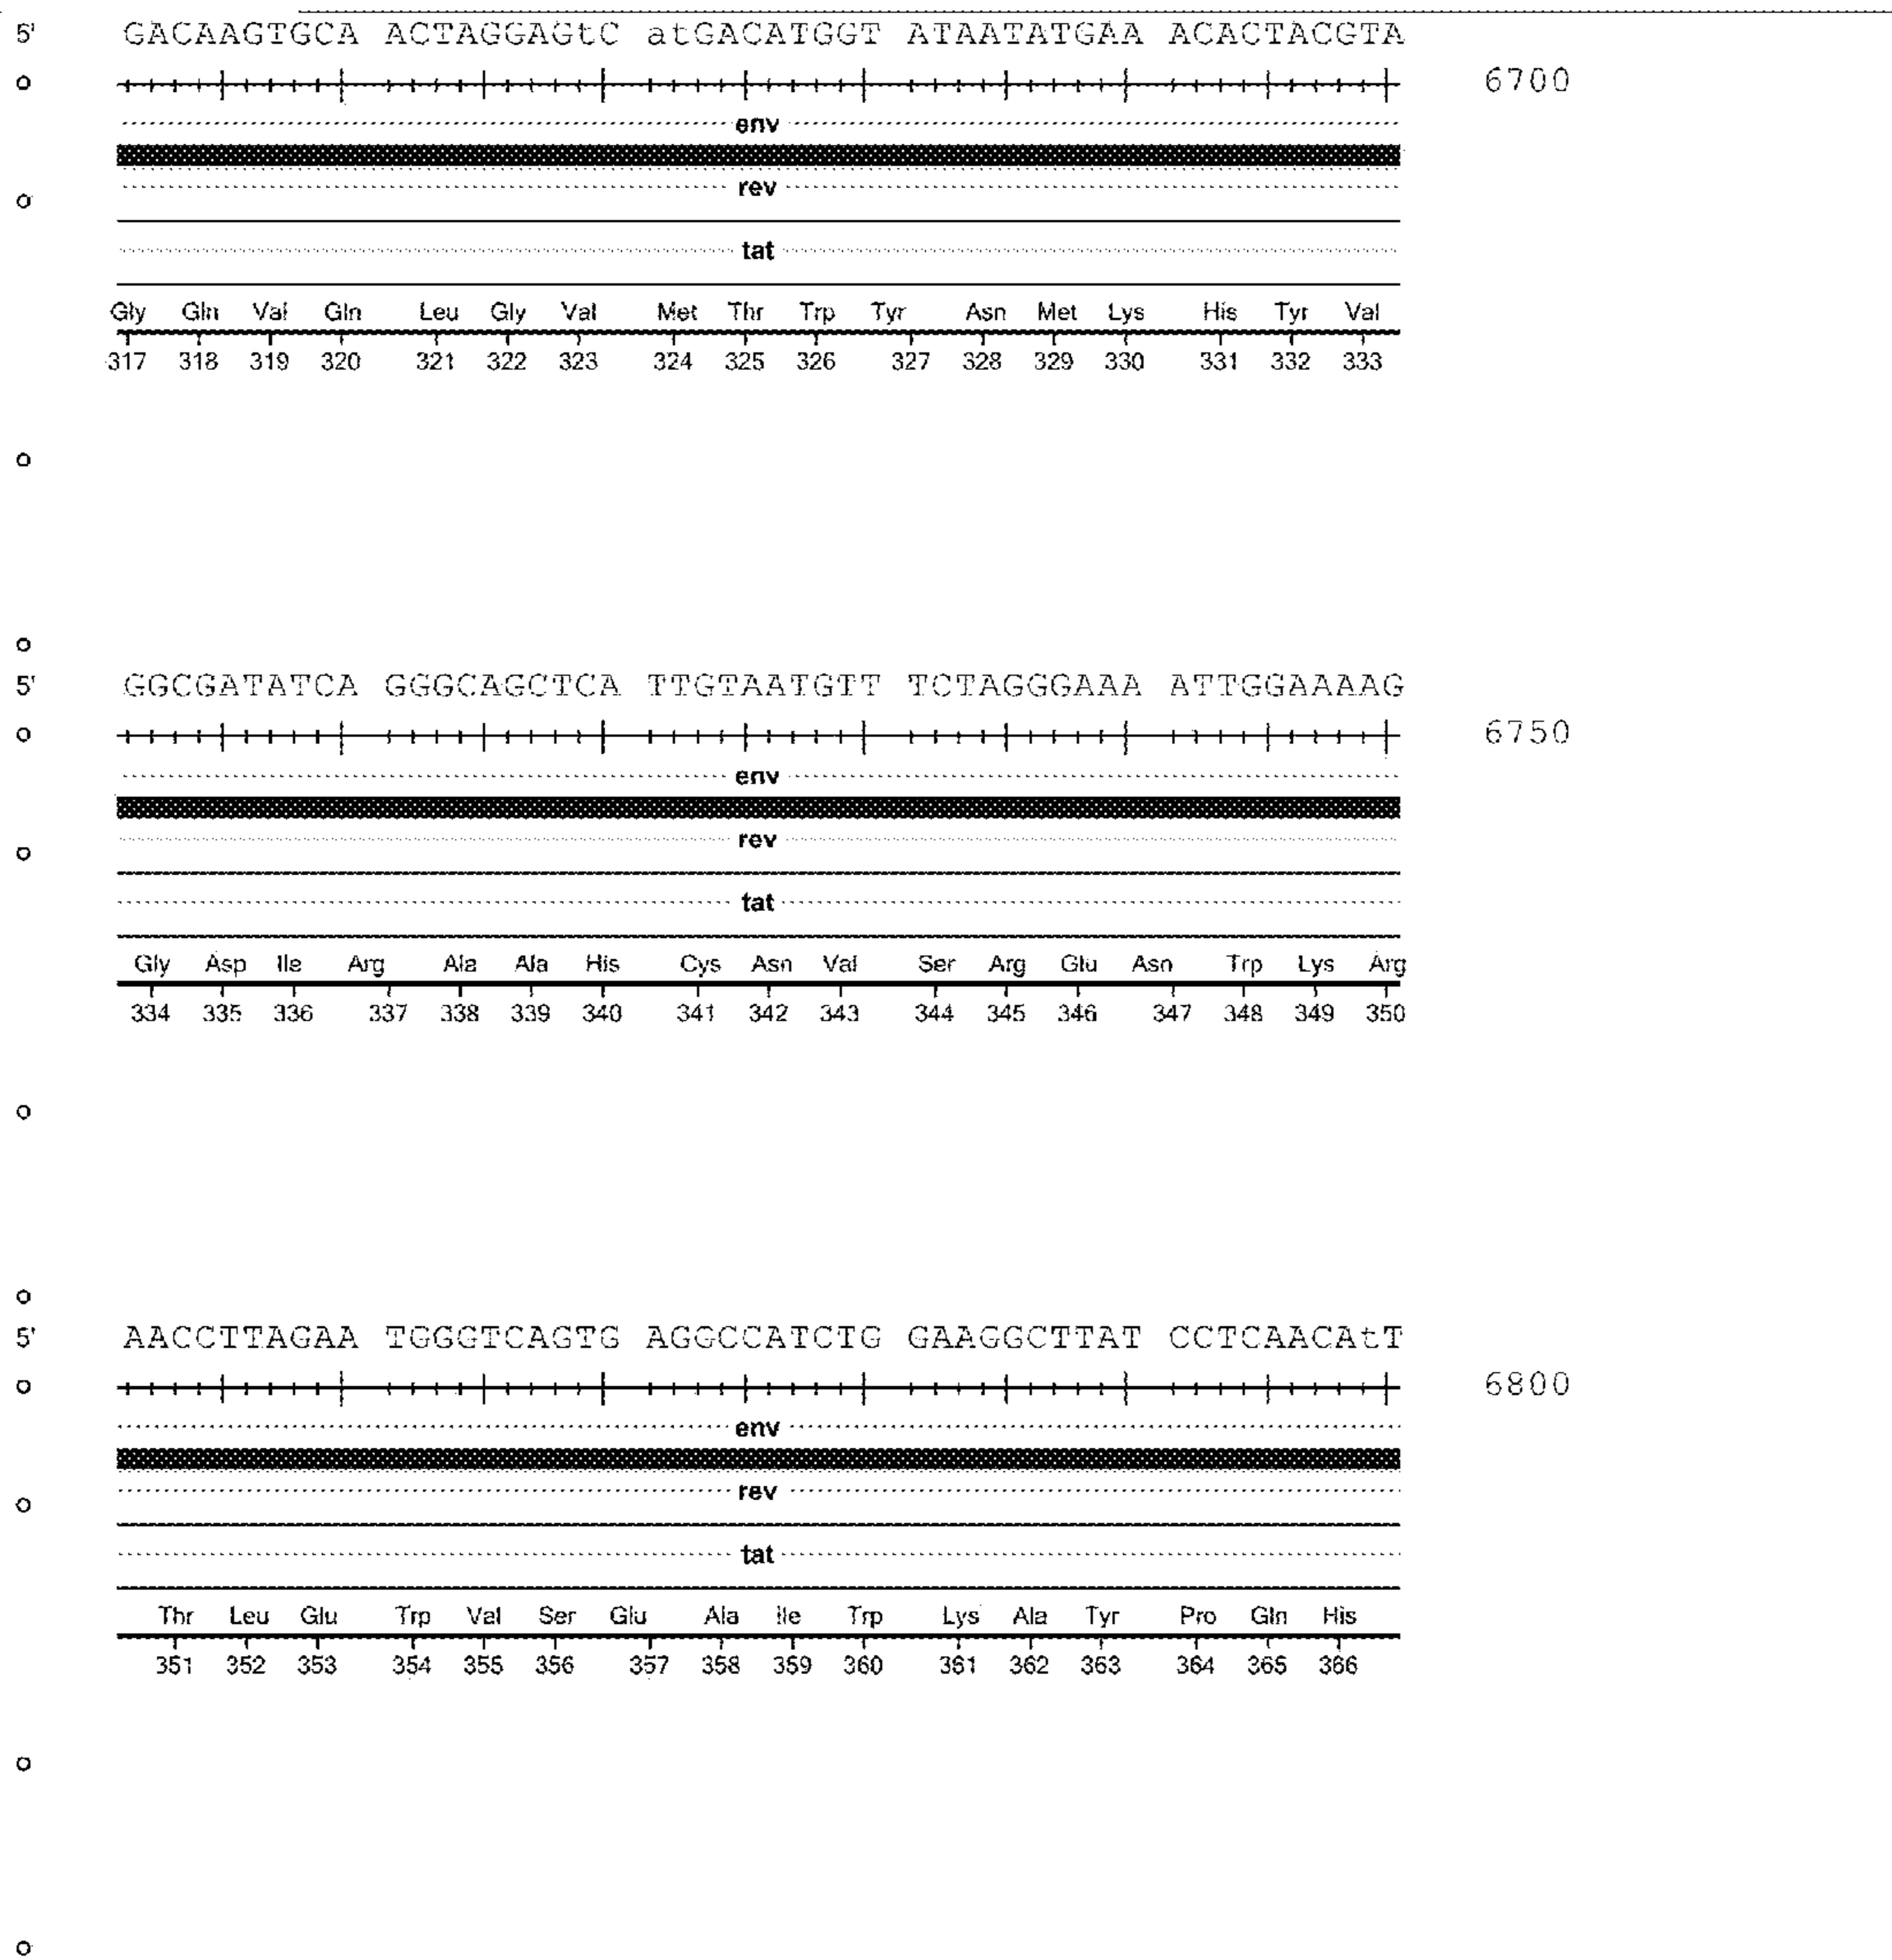 5' GACAAGTGCA ACTAGGAGtC atGACATGGT ATAATATGAA ACACTACGTA
6700
env
rev
tat
Gly Gln Val Gln Leu Gly Val Met Thr Trp Tyr Asn Met Lys His Tyr Val
317 318 319 320 321 322 323 324 325 326 327 328 329 330 331 332 333
5' GGCGATATCA GGGCAGCTCA TTGTAATGTT TCTAGGGAAA ATTGGAAAAG
6750
env
rev
tat
Gly Asp Ile Arg Ala Ala His Cys Asn Val Ser Arg Glu Asn Trp Lys Arg
334 335 336 337 338 339 340 341 342 343 344 345 346 347 348 349 350
5' AACCTTAGAA TGGGTCAGTG AGGCCATCTG GAAGGCTTAT CCTCAACAtT
6800
env
rev
tat
Thr Leu Glu Trp Val Ser Glu Ala Ile Trp Lys Ala Tyr Pro Gln His
351 352 353 354 355 356 357 358 359 360 361 362 363 364 365 366